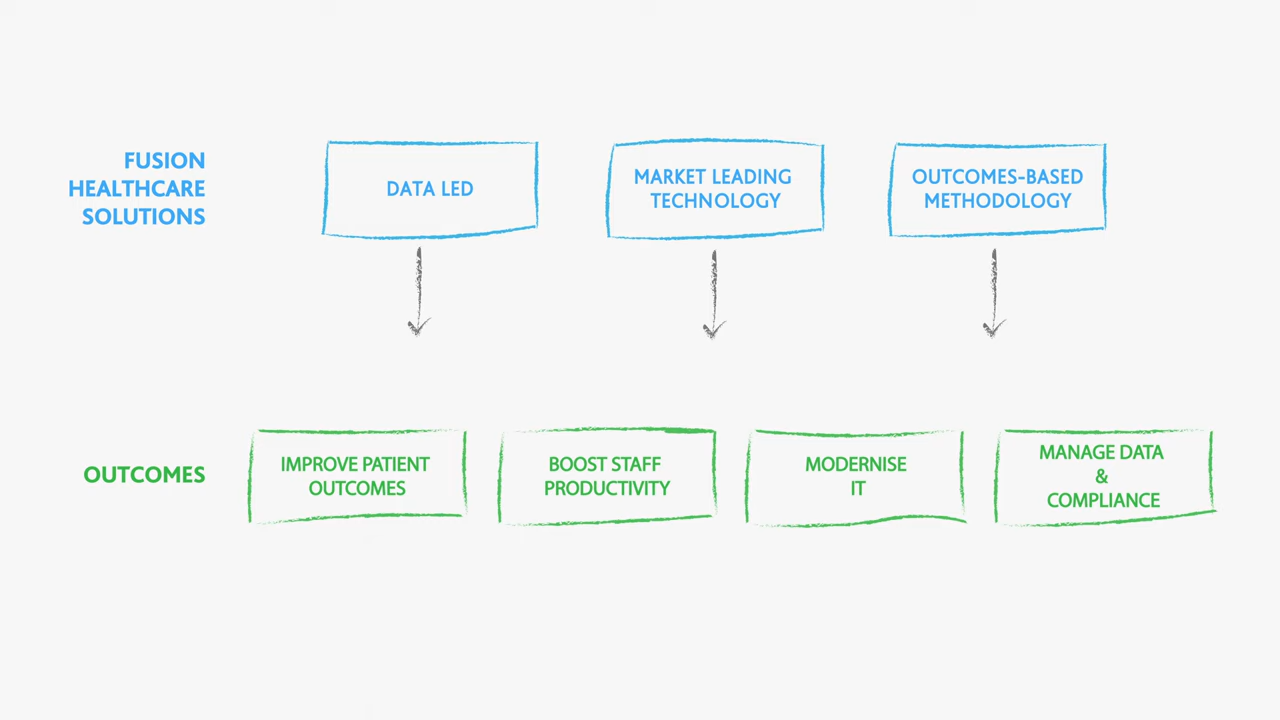 FUSION
HEALTHCARE
SOLUTIONS
DATA LED
MARKET LEADING
TECHNOLOGY
OUTCOMES-BASED
METHODOLOGY
OUTCOMES
IMPROVE PATIENT
OUTCOMES
BOOST STAFF
PRODUCTIVITY
MODERNISE
IT
MANAGE DATA
&
COMPLIANCE